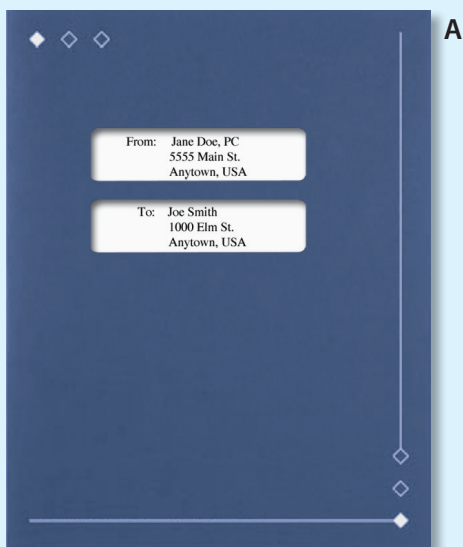 A
From: Jane Doe, PC
5555 Main St.
Anytown, USA
To: Joe Smith
1000 Elm St.
Anytown, USA